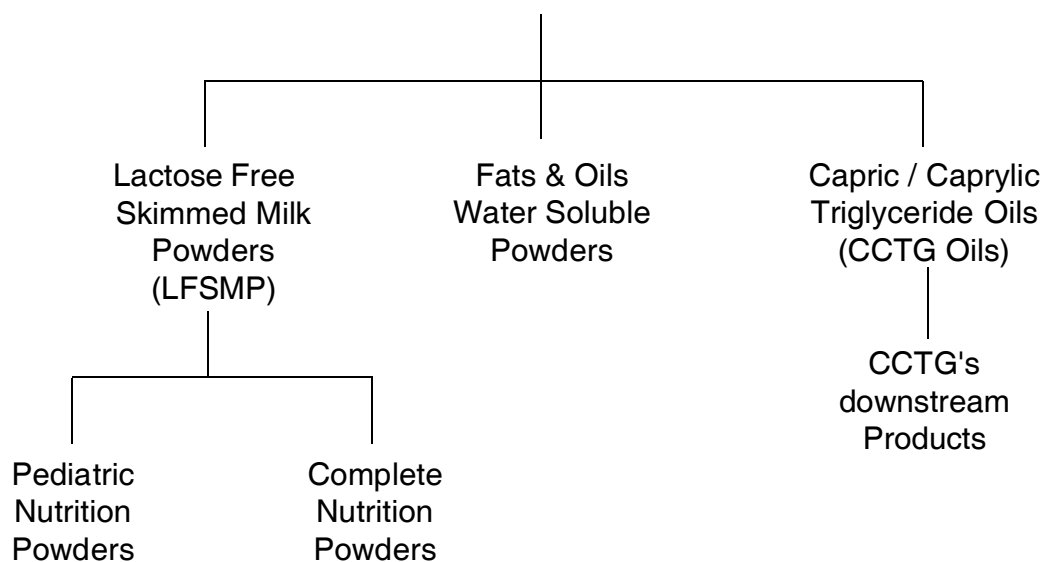 Lactose Free
Skimmed Milk
Powders
(LFSMP)
Fats & Oils
Water Soluble
Powders
Capric / Caprylic
Triglyceride Oils
(CCTG Oils)
CCTG's
downstream
Products
Pediatric
Nutrition
Powders
Complete
Nutrition
Powders